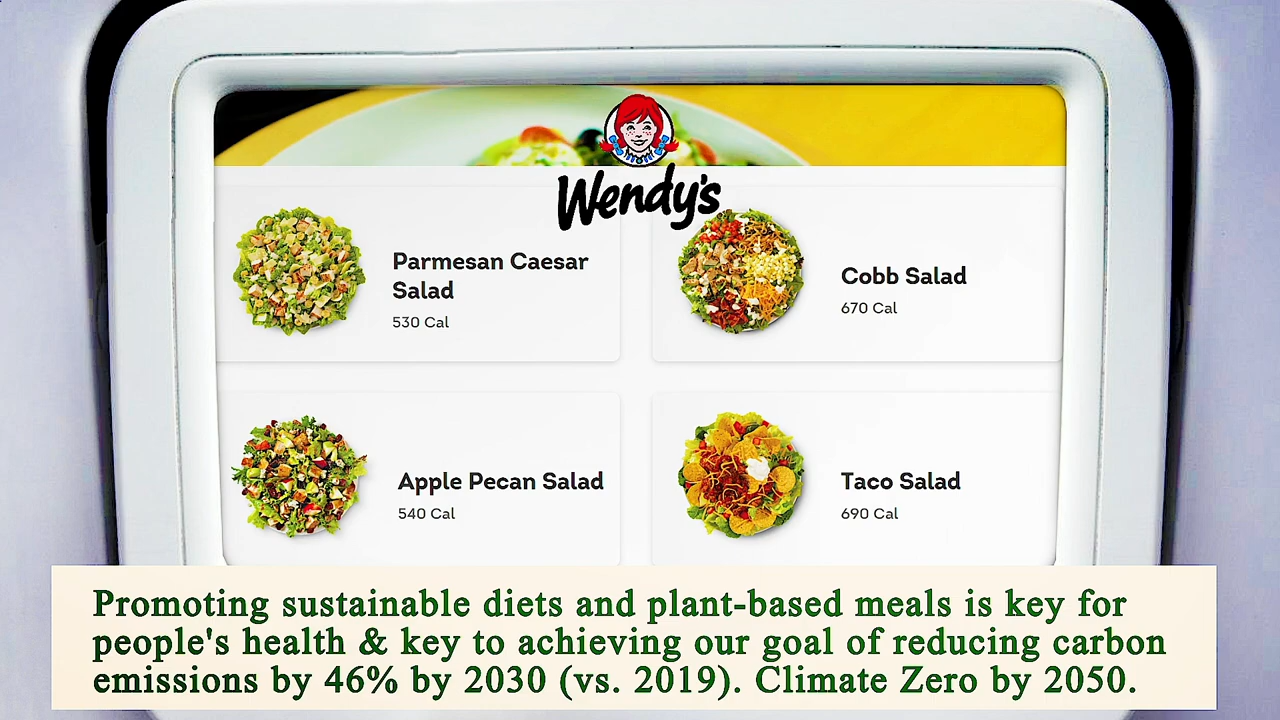 Wendy's
Parmesan Caesar
Salad
530 Cal
Cobb Salad
670 Cal
Apple Pecan Salad
540 Cal
Taco Salad
690 Cal
Promoting sustainable diets and plant-based meals is key for
people's health & key to achieving our goal of reducing carbon
emissions by 46% by 2030 (vs. 2019). Climate Zero by 2050.